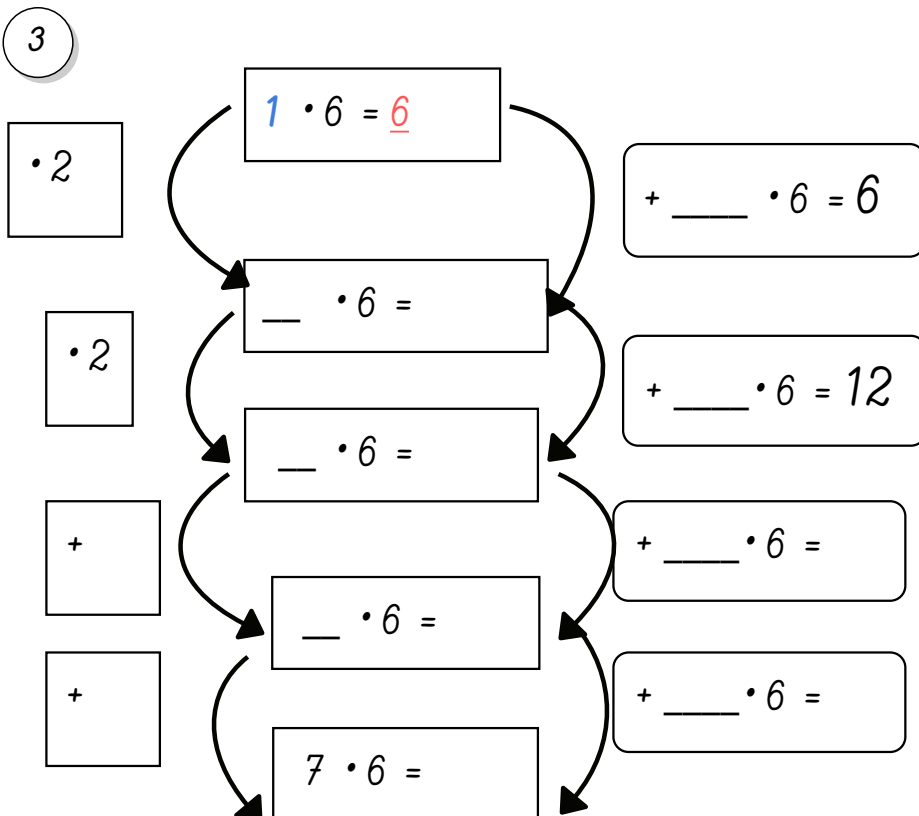 3
1 · 6 = 6
· 2
+ ____ · 6 = 6
__ · 6 =
· 2
+ ____ · 6 = 12
__ · 6 =
+
+ ____ · 6 =
__ · 6 =
+
+ ____ · 6 =
7 · 6 =